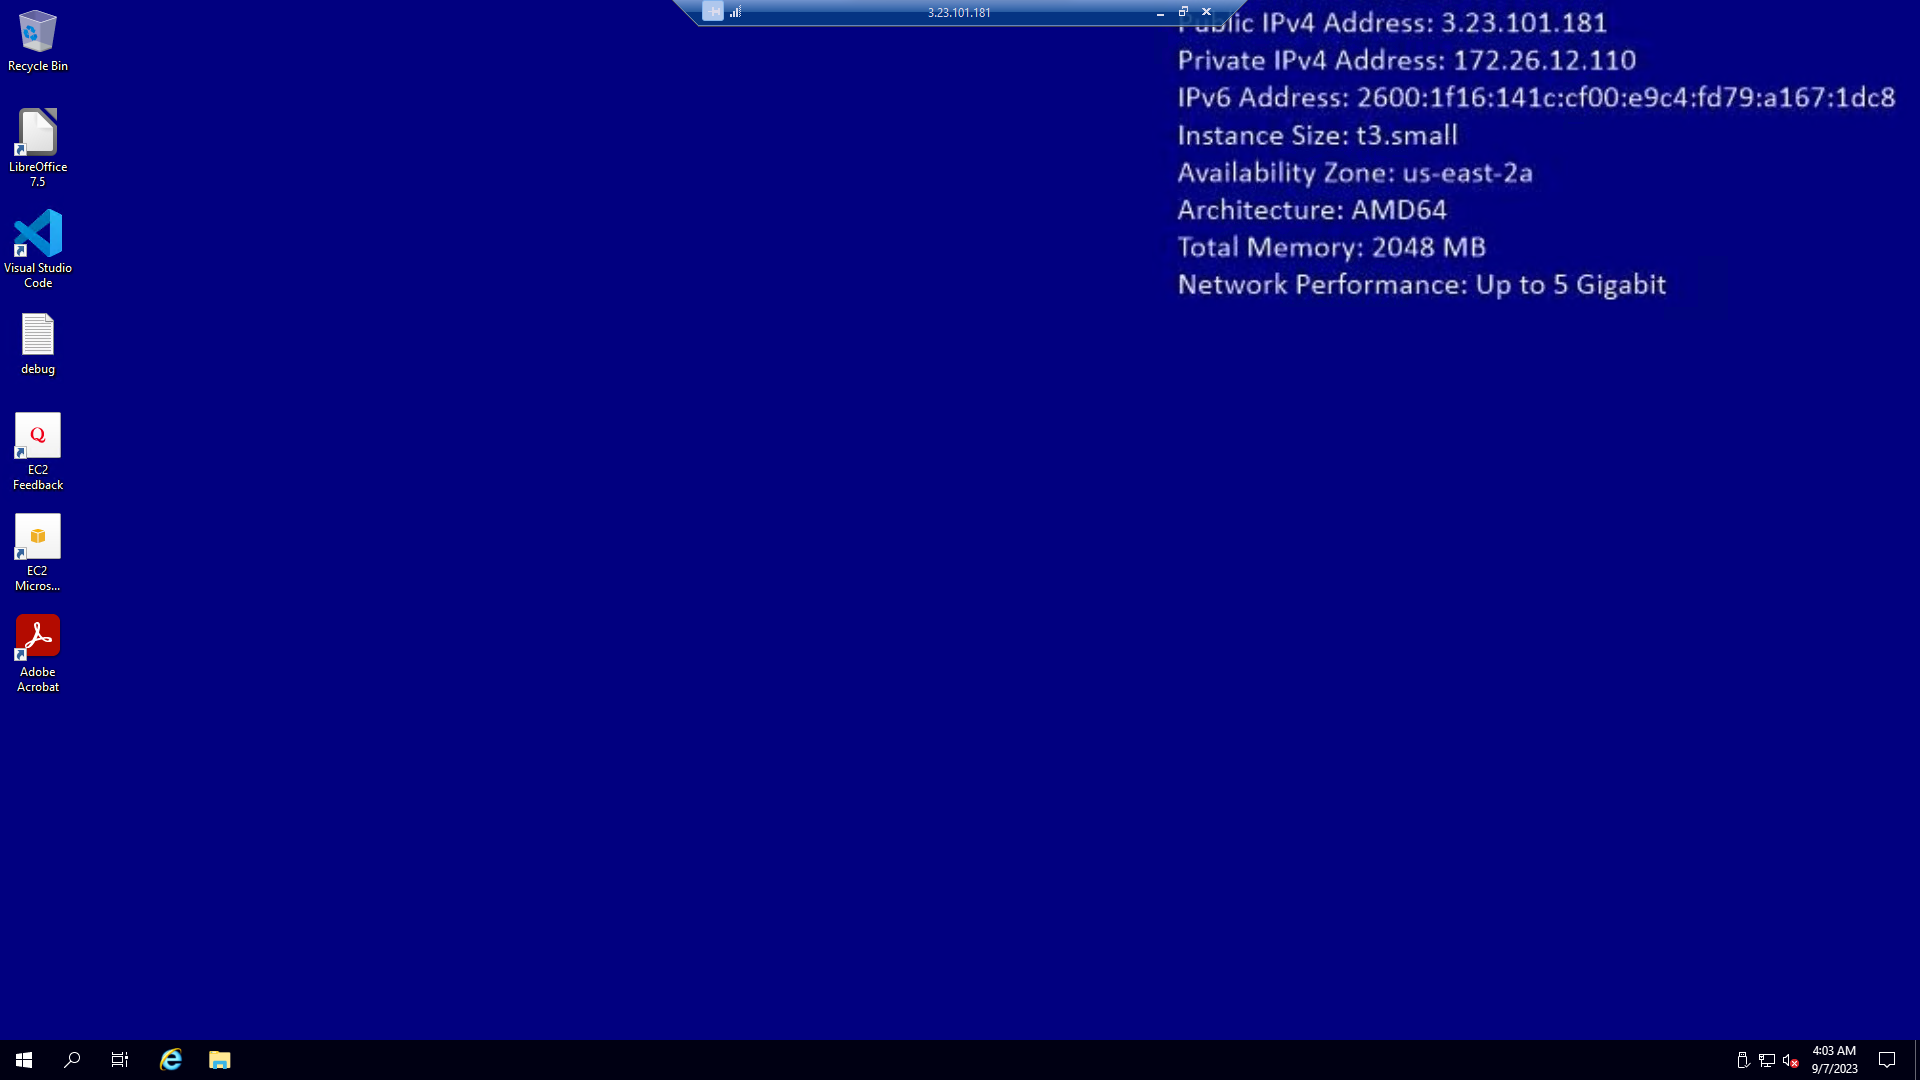 3.23.101.181
Public IPv4 Address: 3.23.101.181
Private IPv4 Address: 172.26.12.110
IPv6 Address: 2600:1f16:141c:cf00:e9c4:fd79:a167:1dc8
Instance Size: t3.small
Availability Zone: us-east-2a
Architecture: AMD64
Total Memory: 2048 MB
Network Performance: Up to 5 Gigabit
Recycle Bin
LibreOffice
7.5
Visual Studio
Code
debug
EC2
Feedback
EC2
Micros...
Adobe
Acrobat
4:03 AM
9/7/2023